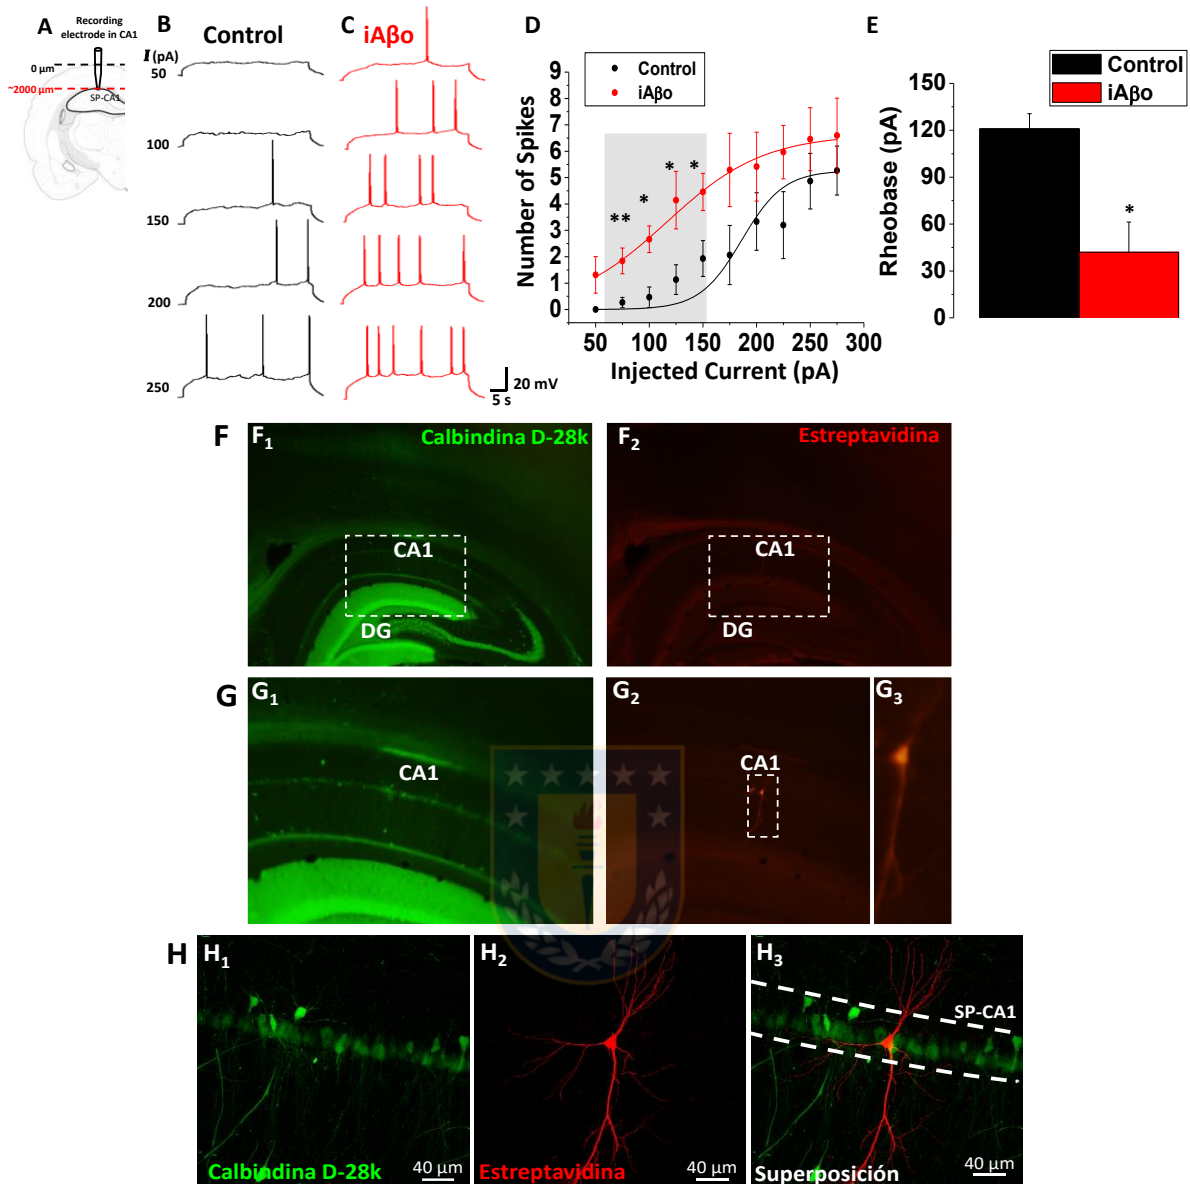 A
Recording
electrode in CA1
0 µm
~2000 µm
SP-CA1
B
Control
I (pA)
50
100
150
200
250
C
iAβo
20 mV
5 s
D
Control
iAβo
Number of Spikes
9
8
7
6
5
4
3
2
1
0
**
*
*
*
50
100
150
200
250
300
Injected Current (pA)
E
Control
iAβo
Rheobase (pA)
150
120
90
60
30
0
*
F
F1
Calbindina D-28k
CA1
DG
F2
Estreptavidina
CA1
DG
G
G1
CA1
G2
CA1
G3
H
H1
Calbindina D-28k
40 µm
H2
Estreptavidina
40 µm
H3
SP-CA1
Superposición
40 µm